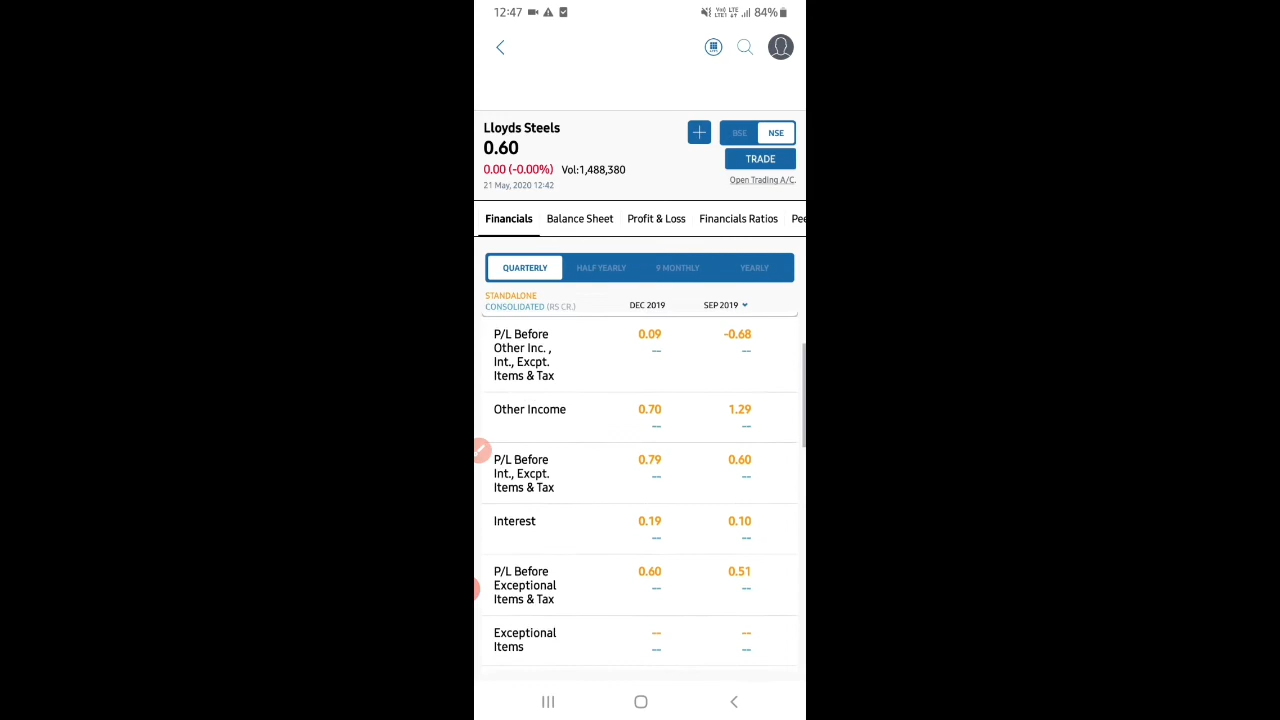 12:47 84%
Lloyds Steels
0.60
0.00 (-0.00%) Vol:1,488,380
21 May, 2020 12:42
BSE NSE
TRADE
Open Trading A/C.
Financials Balance Sheet Profit & Loss Financials Ratios Pee
QUARTERLY HALF YEARLY 9 MONTHLY YEARLY
STANDALONE
CONSOLIDATED (RS CR.) DEC 2019 SEP 2019
P/L Before 0.09 -0.68
Other Inc. , -- --
Int., Excpt.
Items & Tax
Other Income 0.70 1.29
-- --
P/L Before 0.79 0.60
Int., Excpt. -- --
Items & Tax
Interest 0.19 0.10
-- --
P/L Before 0.60 0.51
Exceptional -- --
Items & Tax
Exceptional -- --
Items -- --